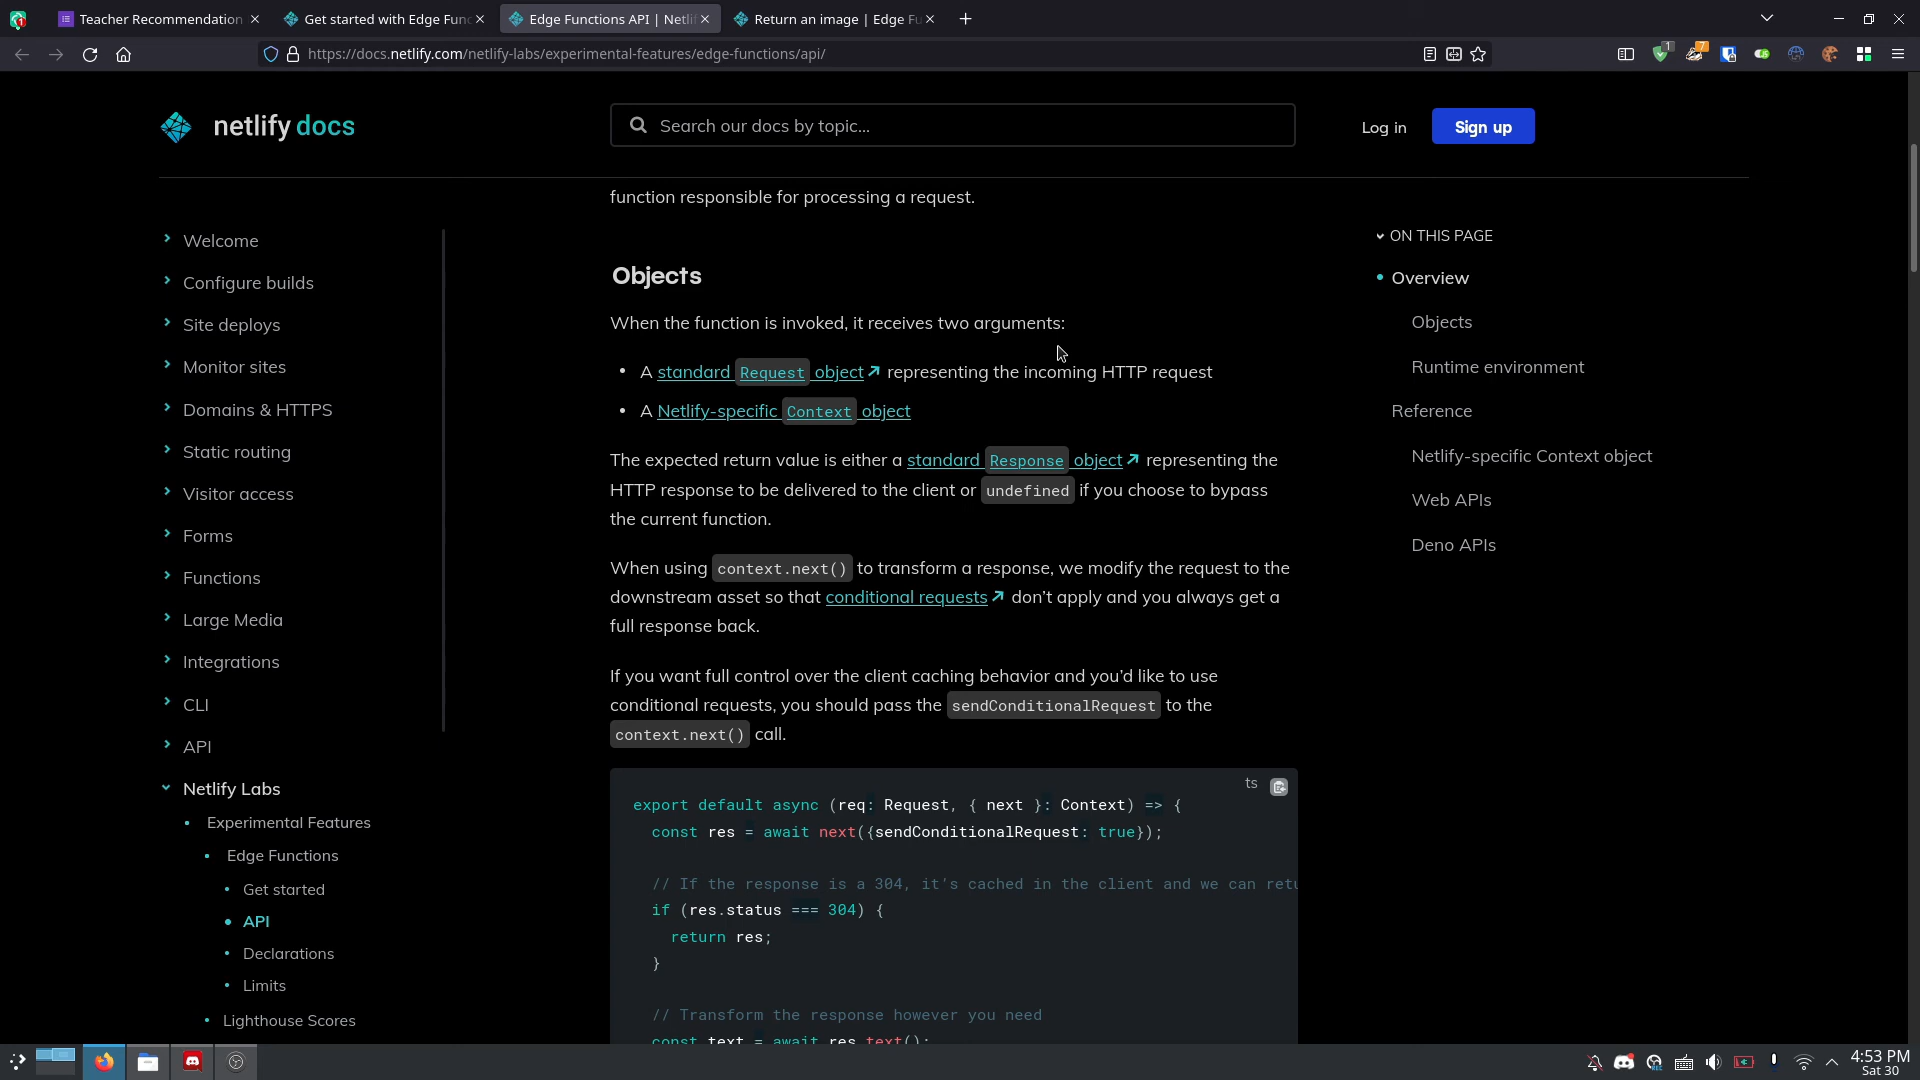 Teacher Recommendation
Get started with Edge Func
Edge Functions API | Netli
Return an image | Edge Fu
https://docs.netlify.com/netlify-labs/experimental-features/edge-functions/api/
1
7
netlify docs
Search our docs by topic...
Log in
Sign up
function responsible for processing a request.
Welcome
Configure builds
Site deploys
Monitor sites
Domains & HTTPS
Static routing
Visitor access
Forms
Functions
Large Media
Integrations
CLI
API
Netlify Labs
Experimental Features
Edge Functions
Get started
API
Declarations
Limits
Lighthouse Scores
Objects
When the function is invoked, it receives two arguments:
• A standard Request object representing the incoming HTTP request
• A Netlify-specific Context object
The expected return value is either a standard Response object representing the
HTTP response to be delivered to the client or undefined if you choose to bypass
the current function.
When using context.next() to transform a response, we modify the request to the
downstream asset so that conditional requests don't apply and you always get a
full response back.
If you want full control over the client caching behavior and you'd like to use
conditional requests, you should pass the sendConditionalRequest to the
context.next() call.
ts
export default async (req: Request, { next }: Context) => {
const res = await next({sendConditionalRequest: true});
// If the response is a 304, it's cached in the client and we can retu
if (res.status === 304) {
return res;
}
// Transform the response however you need
const text = await res.text();
ON THIS PAGE
Overview
Objects
Runtime environment
Reference
Netlify-specific Context object
Web APIs
Deno APIs
4:53 PM
Sat 30